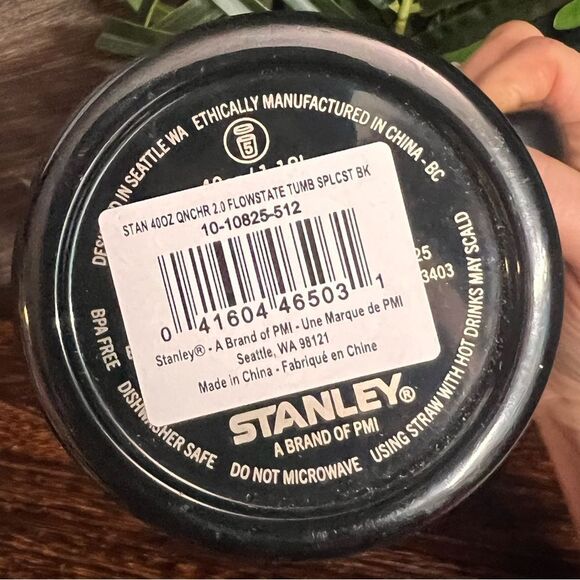 DESIGNED IN SEATTLE WA ETHICALLY MANUFACTURED IN CHINA - BC
5
STAN 40OZ QNCHR 2.0 FLOWSTATE TUMB SPLCST BK
10-10825-512
0 41604 46503 1
Stanley® - A Brand of PMI - Une Marque de PMI
Seattle, WA 98121
Made in China - Fabriqué en Chine
25
3403
STANLEY®
A BRAND OF PMI
BPA FREE DISHWASHER SAFE DO NOT MICROWAVE USING STRAW WITH HOT DRINKS MAY SCALD